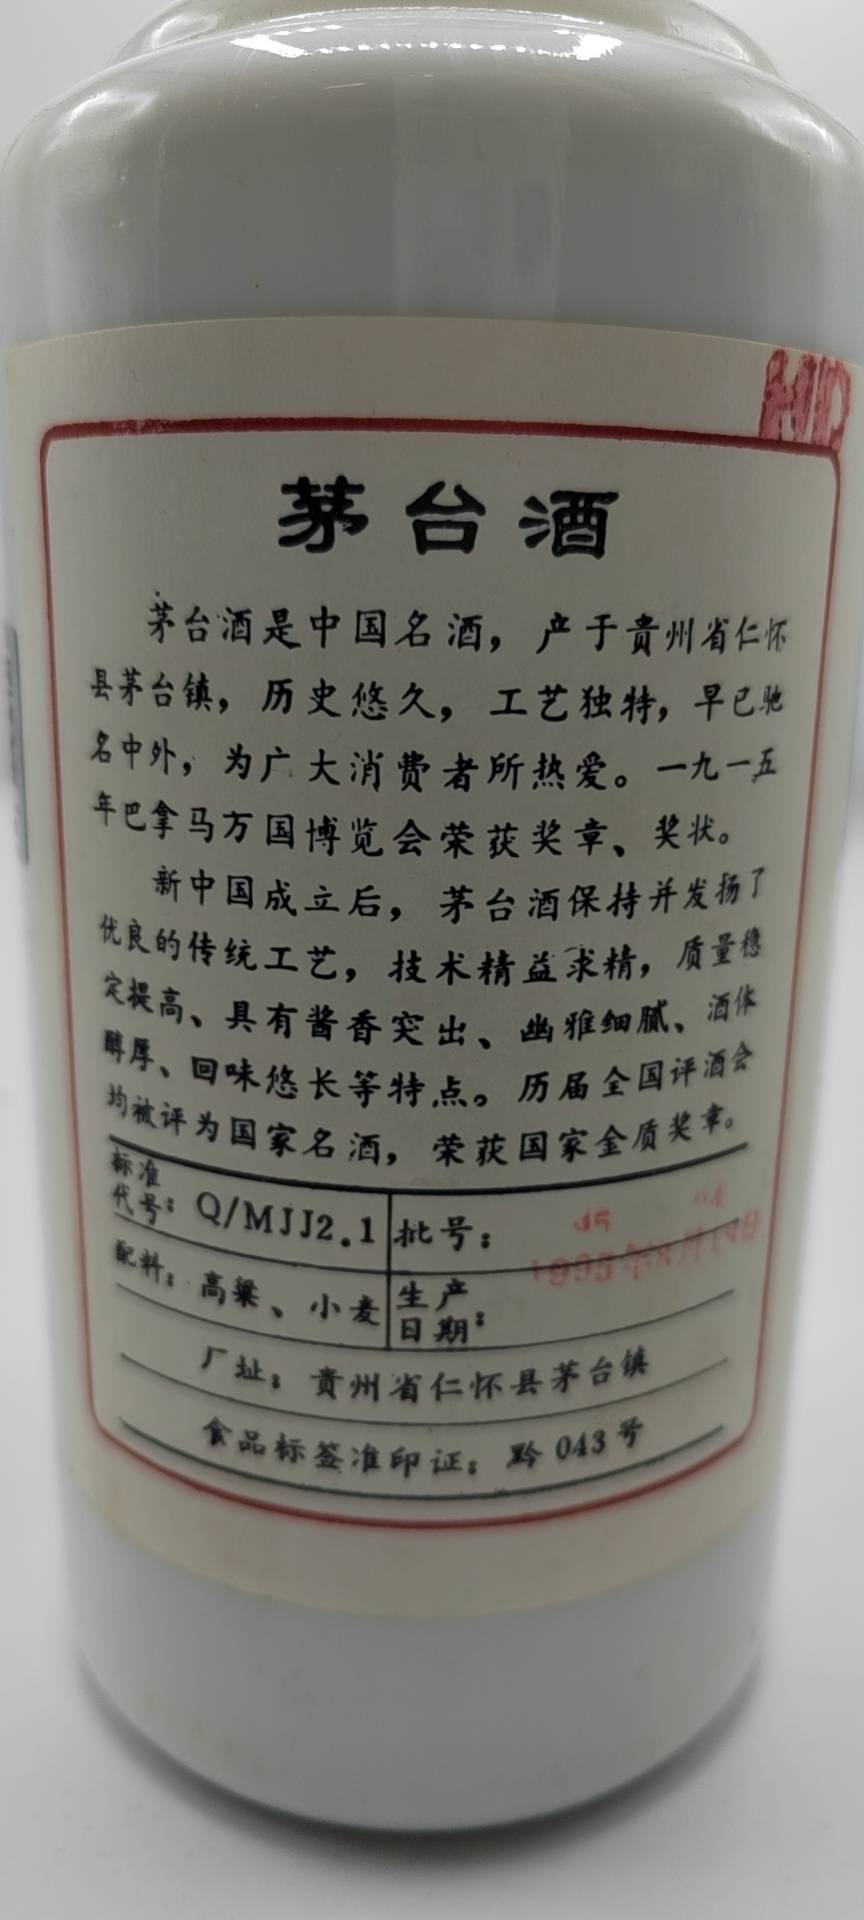 茅台酒
茅台酒是中国名酒，产于贵州省仁怀
县茅台镇，历史悠久，工艺独特，早已驰
名中外，为广大消费者所热爱。一九一五
年巴拿马万国博览会荣获奖章、奖状。
新中国成立后，茅台酒保持并发扬了
优良的传统工艺，技术精益求精，质量稳
定提高、具有酱香突出、幽雅细腻、酒体
醇厚、回味悠长等特点。历届全国评酒会
均被评为国家名酒，荣获国家金质奖章。
标准代号：Q/MJJ2.1 批号：
配料：高粱、小麦 生产日期：
厂址：贵州省仁怀县茅台镇
食品标签准印证：黔 043 号